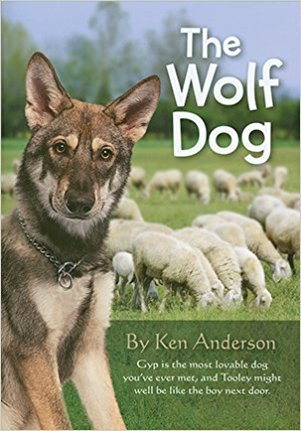 The
Wolf
Dog
By Ken Anderson
Gyp is the most lovable dog
you've ever met, and Tooley might
well be like the boy next door.